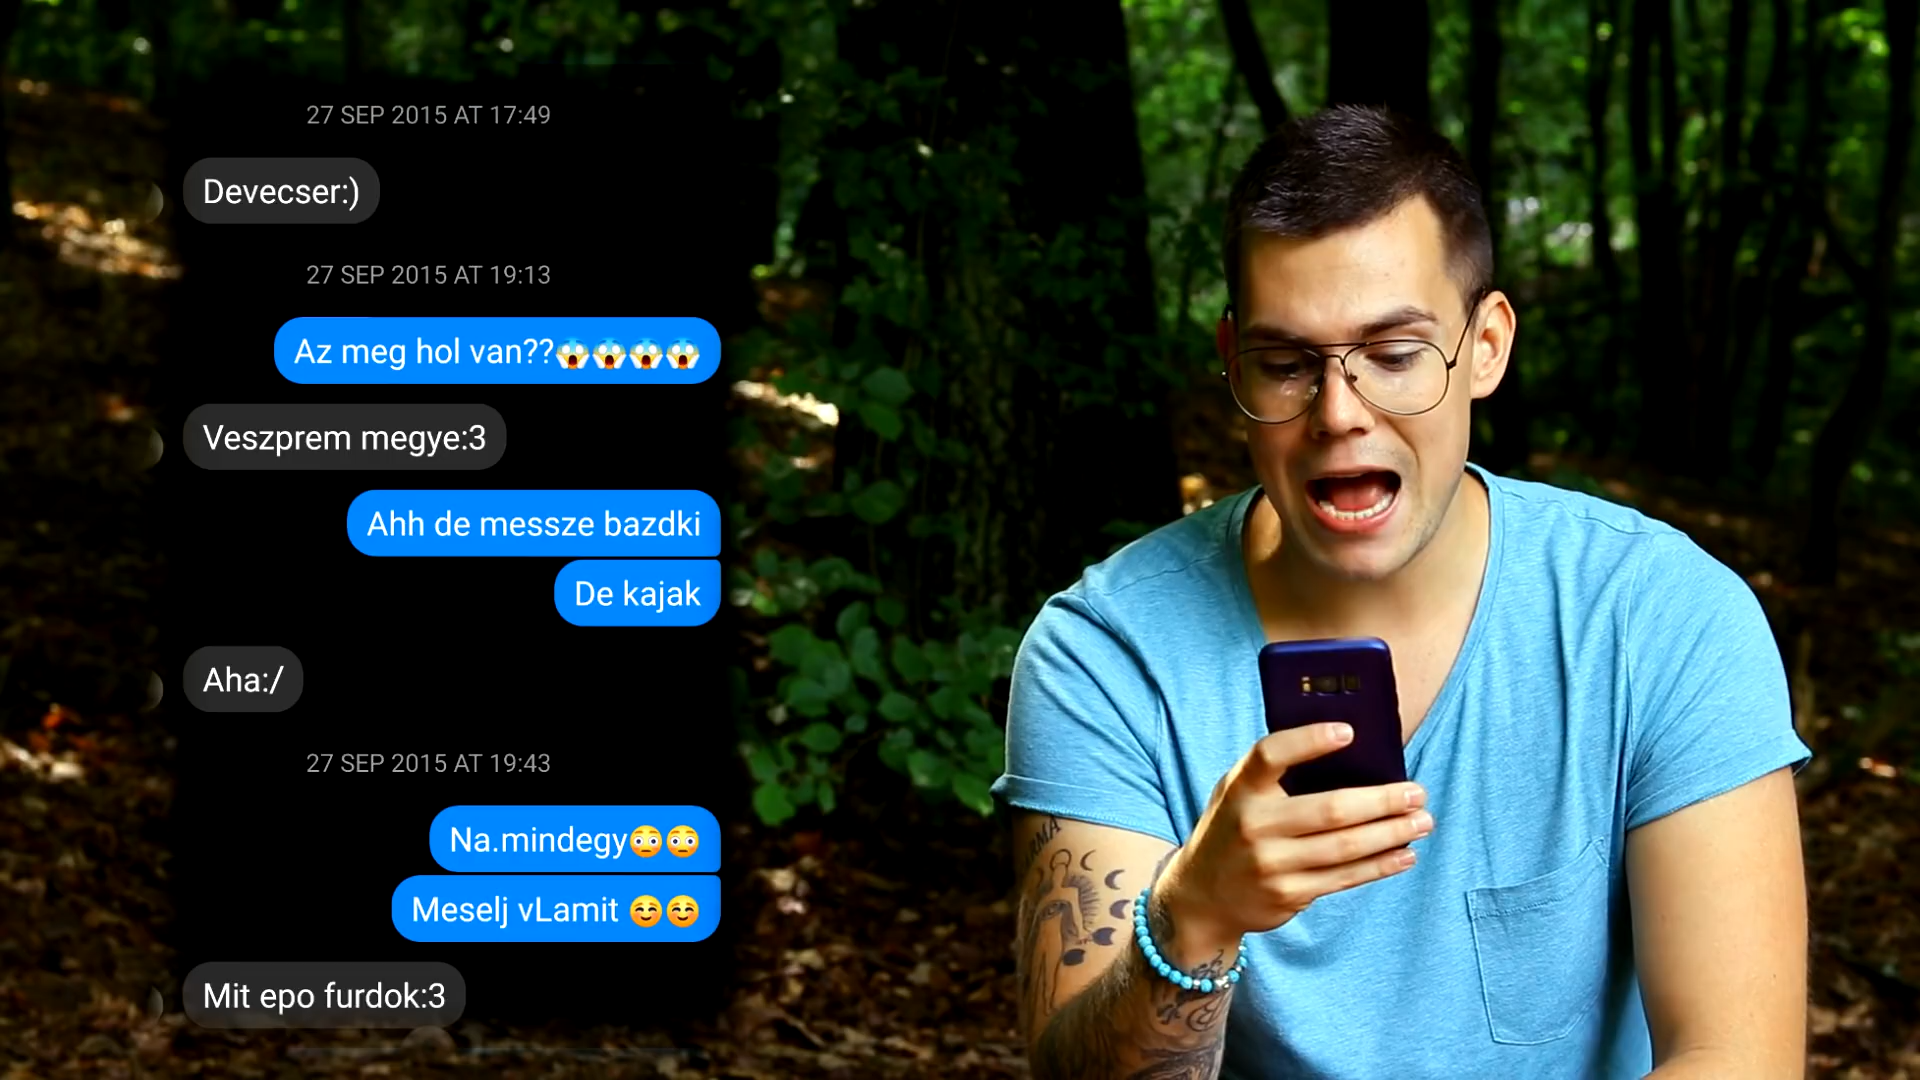 27 SEP 2015 AT 17:49
Devecser:)
27 SEP 2015 AT 19:13
Az meg hol van??😱😱😱😱
Veszprem megye:3
Ahh de messze bazdki
De kajak
Aha:/
27 SEP 2015 AT 19:43
Na.mindegy😳😳
Meselj vLamit ☺️☺️
Mit epo furdok:3